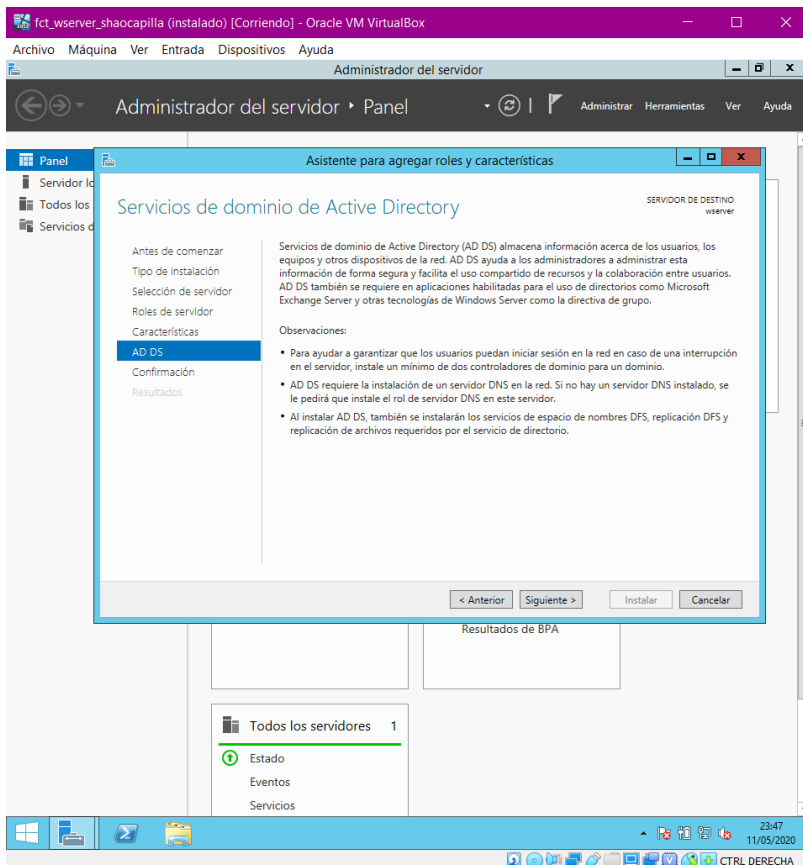 fct_wserver_shaocapilla (instalado) [Corriendo] - Oracle VM VirtualBox
Archivo Máquina Ver Entrada Dispositivos Ayuda
Administrador del servidor
Administrador del servidor • Panel
Administrar Herramientas Ver Ayuda
Panel
Servidor lo
Todos los
Servicios d
Asistente para agregar roles y características
Servicios de dominio de Active Directory
SERVIDOR DE DESTINO
wserver
Antes de comenzar
Tipo de instalación
Selección de servidor
Roles de servidor
Características
AD DS
Confirmación
Resultados
Servicios de dominio de Active Directory (AD DS) almacena información acerca de los usuarios, los
equipos y otros dispositivos de la red. AD DS ayuda a los administradores a administrar esta
información de forma segura y facilita el uso compartido de recursos y la colaboración entre usuarios.
AD DS también se requiere en aplicaciones habilitadas para el uso de directorios como Microsoft
Exchange Server y otras tecnologías de Windows Server como la directiva de grupo.
Observaciones:
• Para ayudar a garantizar que los usuarios puedan iniciar sesión en la red en caso de una interrupción
en el servidor, instale un mínimo de dos controladores de dominio para un dominio.
• AD DS requiere la instalación de un servidor DNS en la red. Si no hay un servidor DNS instalado, se
le pedirá que instale el rol de servidor DNS en este servidor.
• Al instalar AD DS, también se instalarán los servicios de espacio de nombres DFS, replicación DFS y
replicación de archivos requeridos por el servicio de directorio.
< Anterior Siguiente > Instalar Cancelar
Resultados de BPA
Todos los servidores 1
Estado
Eventos
Servicios
23:47
11/05/2020
CTRL DERECHA